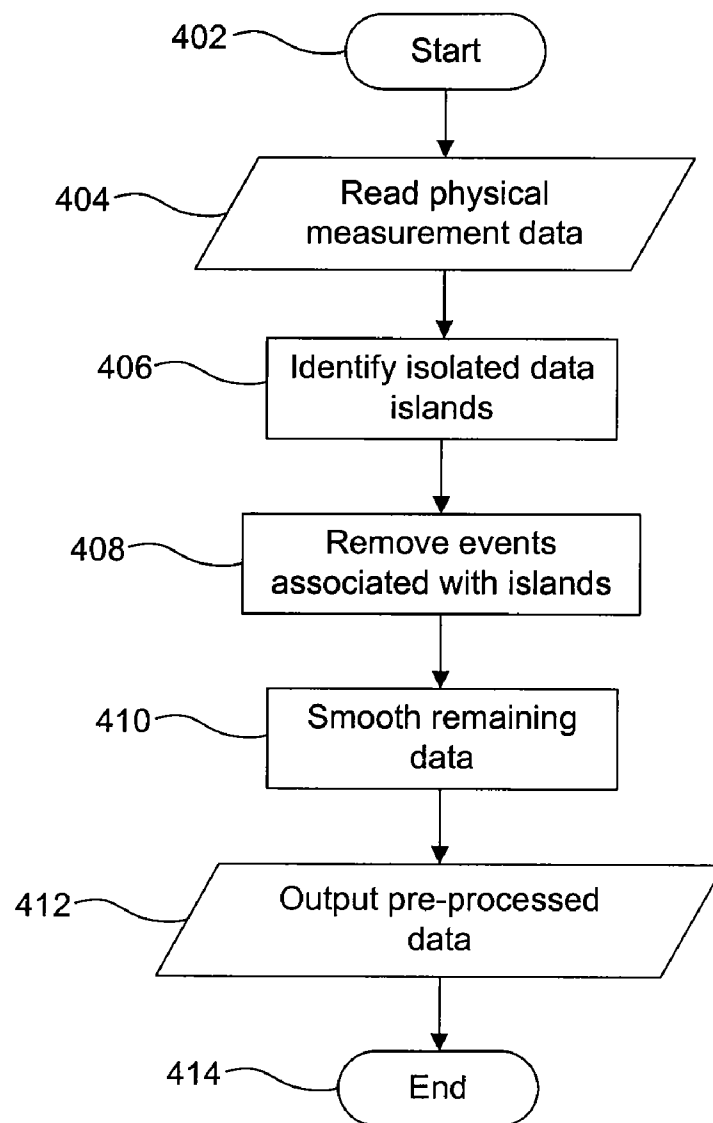 402
Start
404
Read physical
measurement data
406
Identify isolated data
islands
408
Remove events
associated with islands
410
Smooth remaining
data
412
Output pre-processed
data
414
End